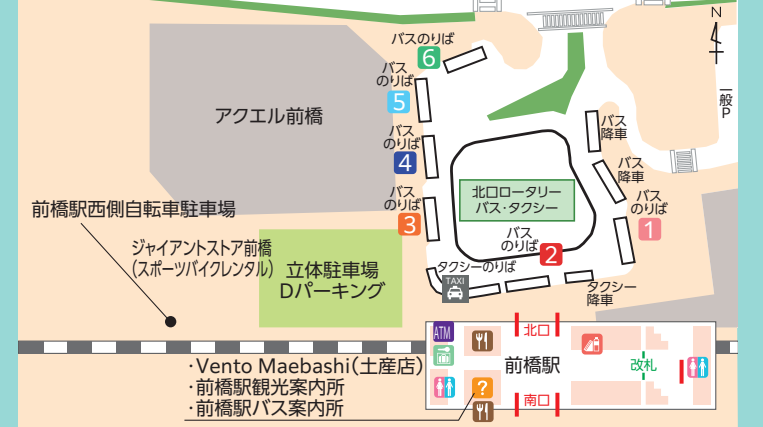 N
バスのりば
6
バス
のりば
5
アクエル前橋
一般P
バス
降車
バス
のりば
4
バス
降車
北口ロータリー
バス・タクシー
バス
のりば
3
バス
のりば
1
前橋駅西側自転車駐車場
バス
のりば
2
ジャイアントストア前橋
(スポーツバイクレンタル)
立体駐車場
Dパーキング
タクシーのりば
TAXI
タクシー
降車
ATM
北口
前橋駅
改札
・Vento Maebashi(土産店)
・前橋駅観光案内所
・前橋駅バス案内所
?
南口